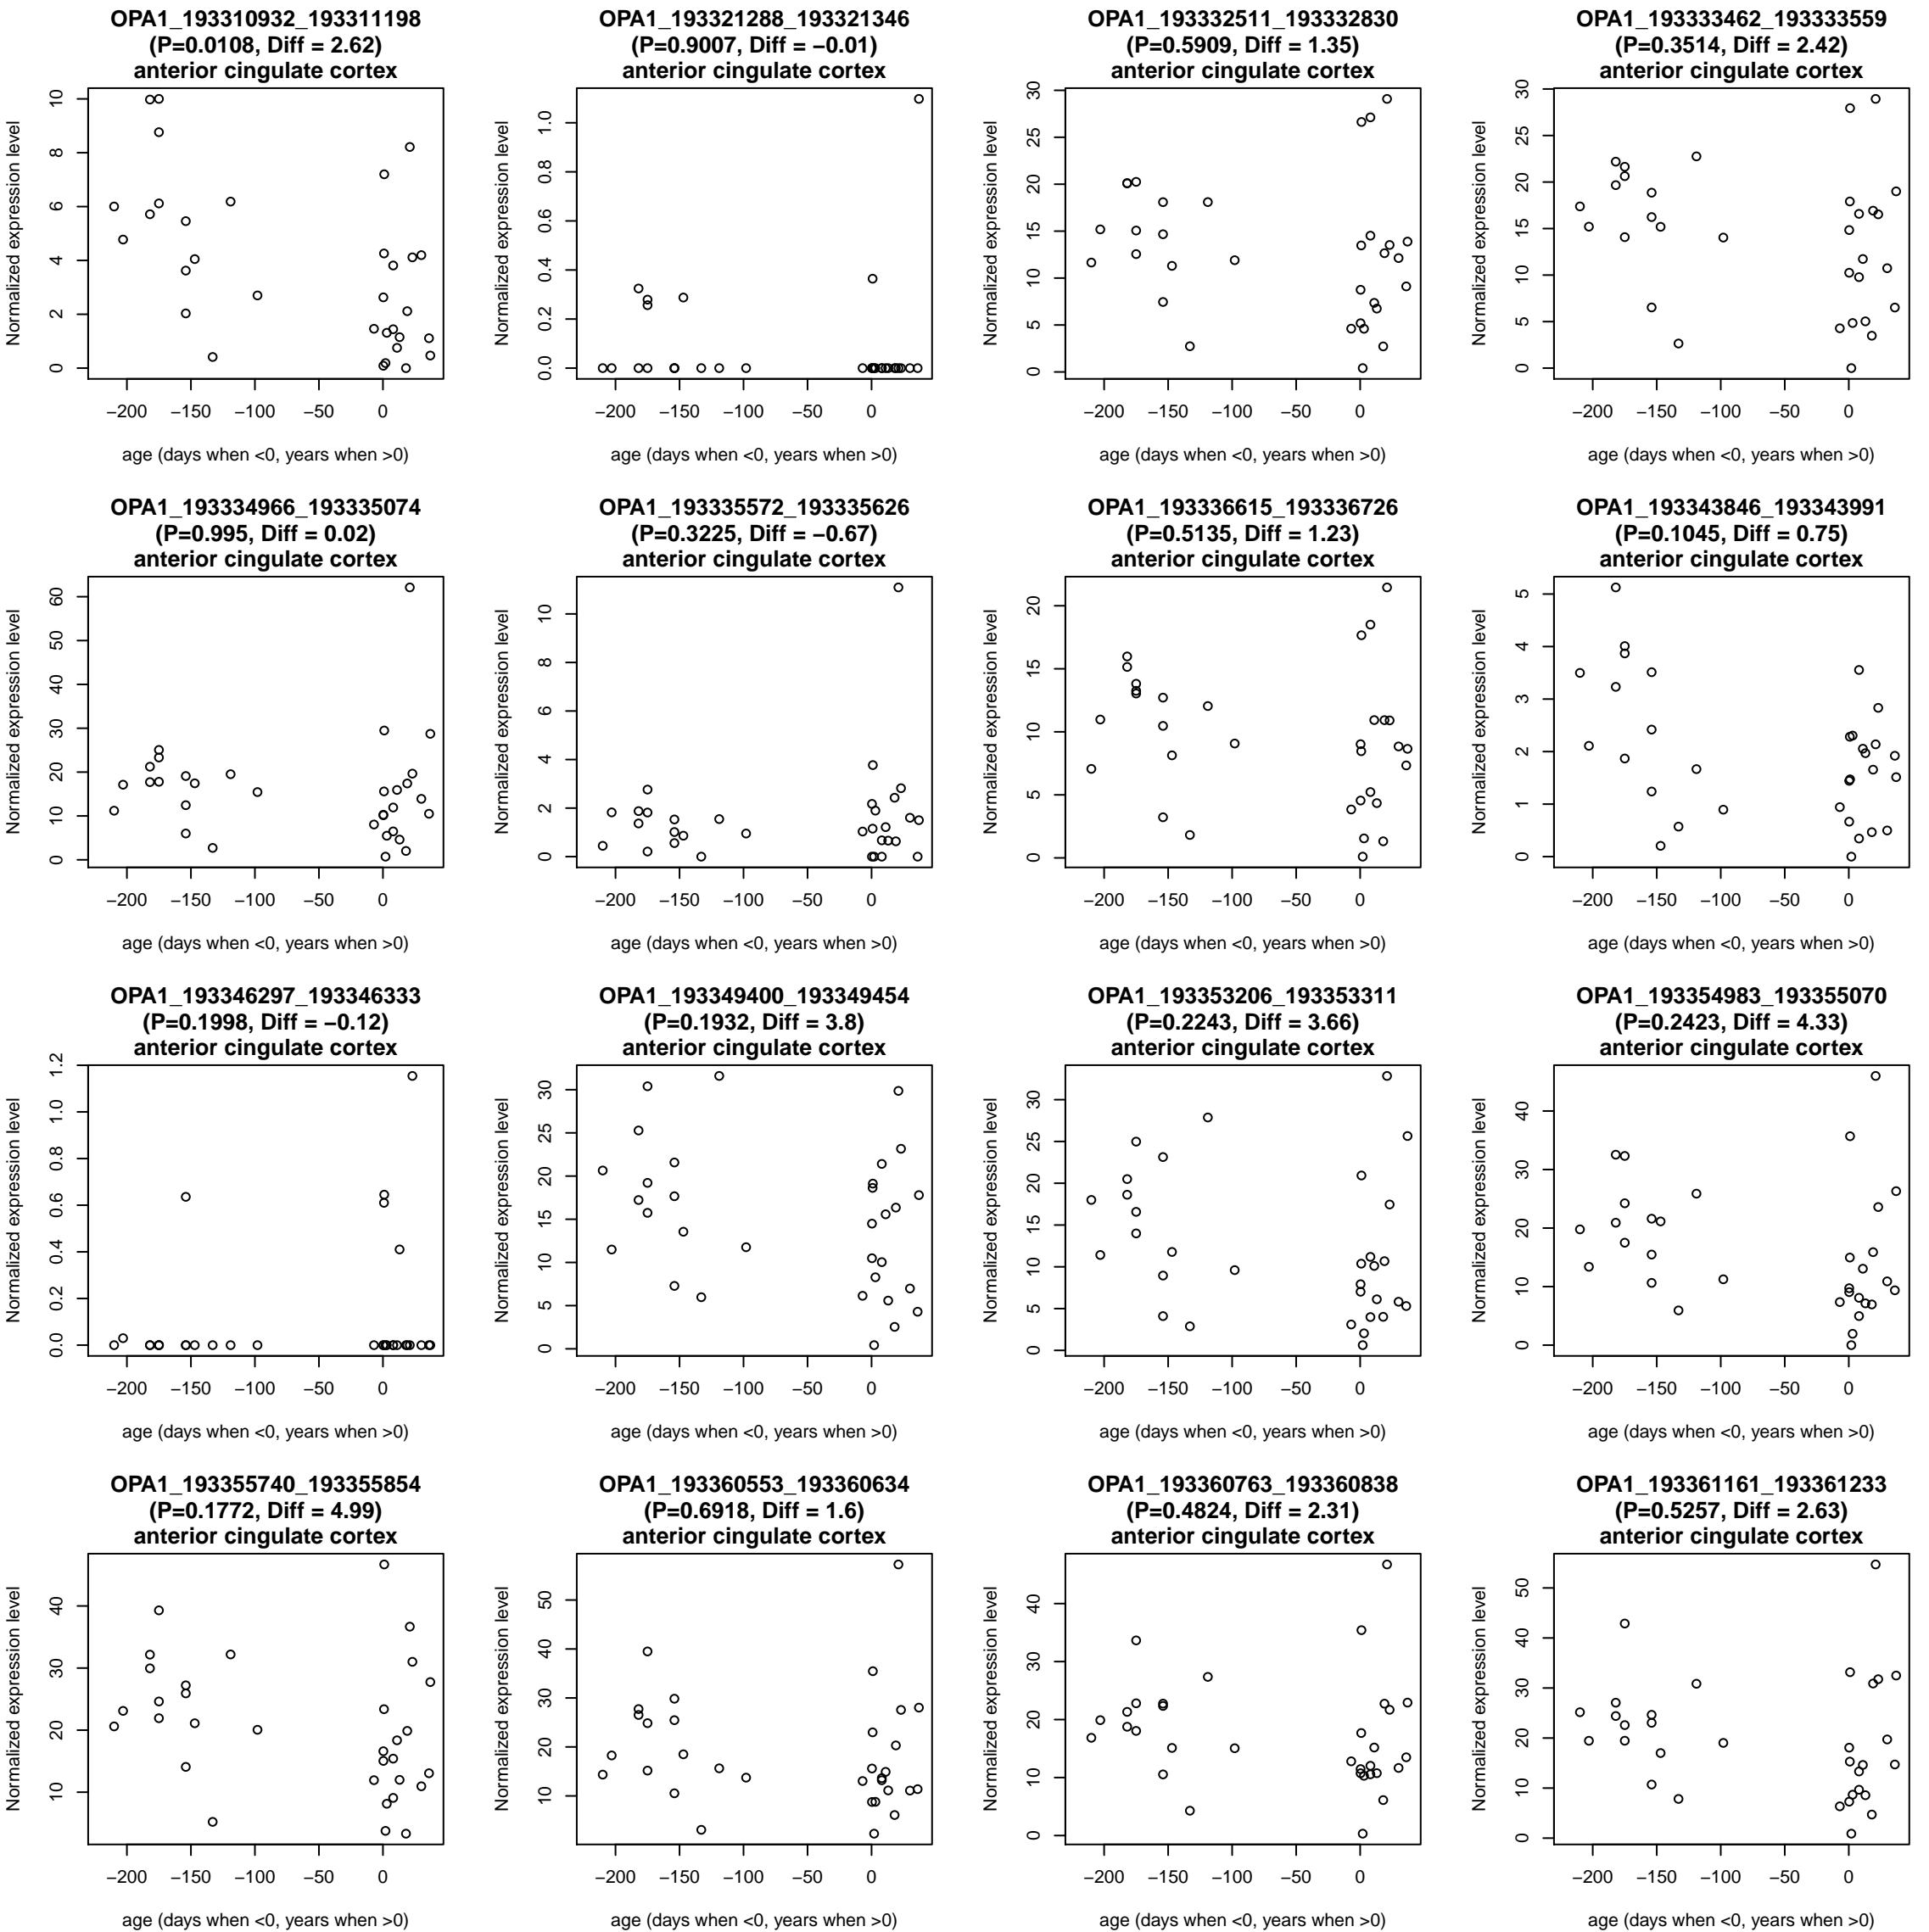 OPA1_193310932_193311198
(P=0.0108, Diff = 2.62)
anterior cingulate cortex
Normalized expression level
0 2 4 6 8 10
−200 −150 −100 −50 0
age (days when <0, years when >0)
OPA1_193321288_193321346
(P=0.9007, Diff = −0.01)
anterior cingulate cortex
Normalized expression level
0.0 0.2 0.4 0.6 0.8 1.0
−200 −150 −100 −50 0
age (days when <0, years when >0)
OPA1_193332511_193332830
(P=0.5909, Diff = 1.35)
anterior cingulate cortex
Normalized expression level
0 5 10 15 20 25 30
−200 −150 −100 −50 0
age (days when <0, years when >0)
OPA1_193333462_193333559
(P=0.3514, Diff = 2.42)
anterior cingulate cortex
Normalized expression level
0 5 10 15 20 25 30
−200 −150 −100 −50 0
age (days when <0, years when >0)
OPA1_193334966_193335074
(P=0.995, Diff = 0.02)
anterior cingulate cortex
Normalized expression level
0 10 20 30 40 50 60
−200 −150 −100 −50 0
age (days when <0, years when >0)
OPA1_193335572_193335626
(P=0.3225, Diff = −0.67)
anterior cingulate cortex
Normalized expression level
0 2 4 6 8 10
−200 −150 −100 −50 0
age (days when <0, years when >0)
OPA1_193336615_193336726
(P=0.5135, Diff = 1.23)
anterior cingulate cortex
Normalized expression level
0 5 10 15 20
−200 −150 −100 −50 0
age (days when <0, years when >0)
OPA1_193343846_193343991
(P=0.1045, Diff = 0.75)
anterior cingulate cortex
Normalized expression level
0 1 2 3 4 5
−200 −150 −100 −50 0
age (days when <0, years when >0)
OPA1_193346297_193346333
(P=0.1998, Diff = −0.12)
anterior cingulate cortex
Normalized expression level
0.0 0.2 0.4 0.6 0.8 1.0 1.2
−200 −150 −100 −50 0
age (days when <0, years when >0)
OPA1_193349400_193349454
(P=0.1932, Diff = 3.8)
anterior cingulate cortex
Normalized expression level
0 5 10 15 20 25 30
−200 −150 −100 −50 0
age (days when <0, years when >0)
OPA1_193353206_193353311
(P=0.2243, Diff = 3.66)
anterior cingulate cortex
Normalized expression level
0 5 10 15 20 25 30
−200 −150 −100 −50 0
age (days when <0, years when >0)
OPA1_193354983_193355070
(P=0.2423, Diff = 4.33)
anterior cingulate cortex
Normalized expression level
0 10 20 30 40
−200 −150 −100 −50 0
age (days when <0, years when >0)
OPA1_193355740_193355854
(P=0.1772, Diff = 4.99)
anterior cingulate cortex
Normalized expression level
10 20 30 40
−200 −150 −100 −50 0
age (days when <0, years when >0)
OPA1_193360553_193360634
(P=0.6918, Diff = 1.6)
anterior cingulate cortex
Normalized expression level
10 20 30 40 50
−200 −150 −100 −50 0
age (days when <0, years when >0)
OPA1_193360763_193360838
(P=0.4824, Diff = 2.31)
anterior cingulate cortex
Normalized expression level
0 10 20 30 40
−200 −150 −100 −50 0
age (days when <0, years when >0)
OPA1_193361161_193361233
(P=0.5257, Diff = 2.63)
anterior cingulate cortex
Normalized expression level
0 10 20 30 40 50
−200 −150 −100 −50 0
age (days when <0, years when >0)